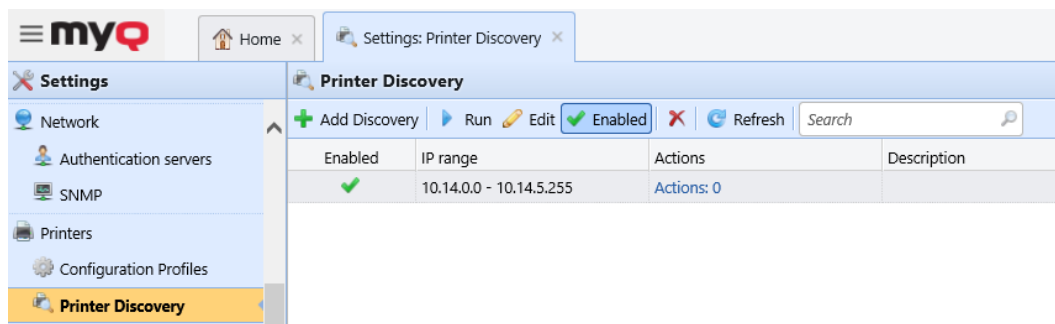 myQ
Home
Settings: Printer Discovery
Settings
Printer Discovery
Network
Authentication servers
SNMP
Printers
Configuration Profiles
Printer Discovery
Add Discovery
Run
Edit
Enabled
Refresh
Search
Enabled IP range Actions Description
10.14.0.0 - 10.14.5.255 Actions: 0